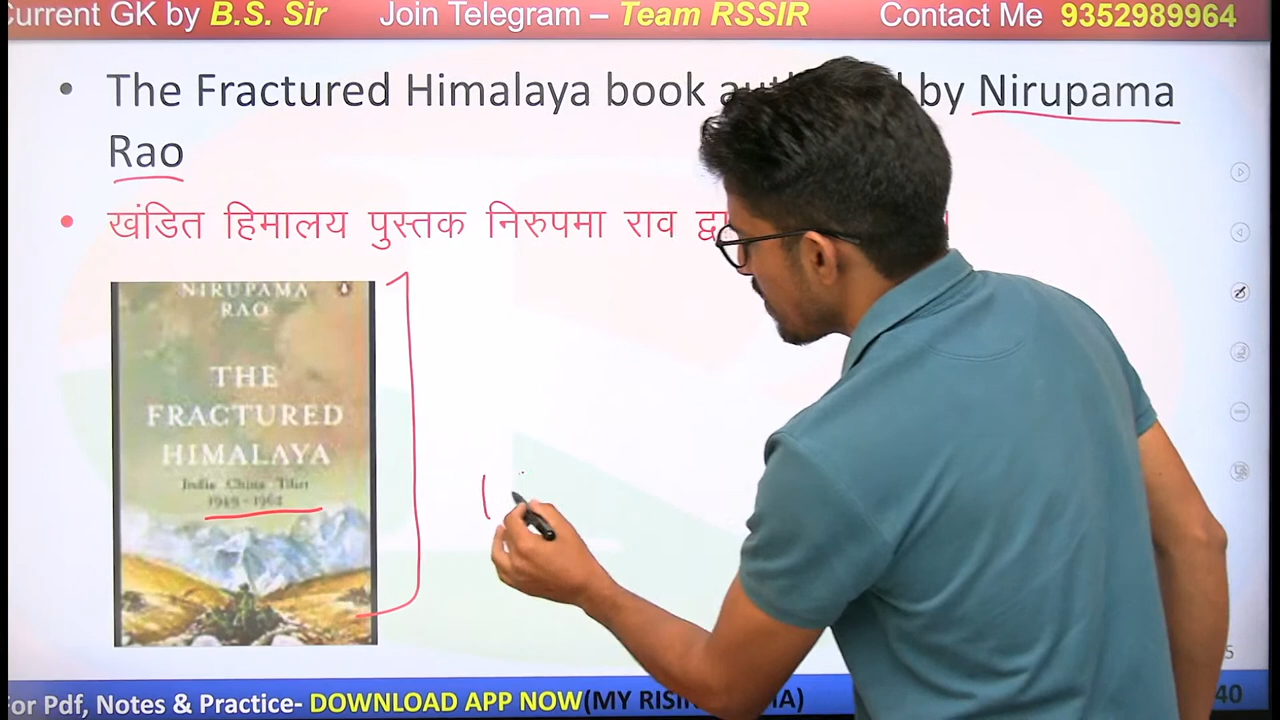 Current GK by B.S. Sir Join Telegram – Team RSSIR Contact Me 9352989964
• The Fractured Himalaya book by Nirupama
Rao
• खंडित हिमालय पुस्तक निरुपमा राव
NIRUPAMA
RAO
THE
FRACTURED
HIMALAYA
India China Tibet
1949 - 1962
For Pdf, Notes & Practice- DOWNLOAD APP NOW(MY
40